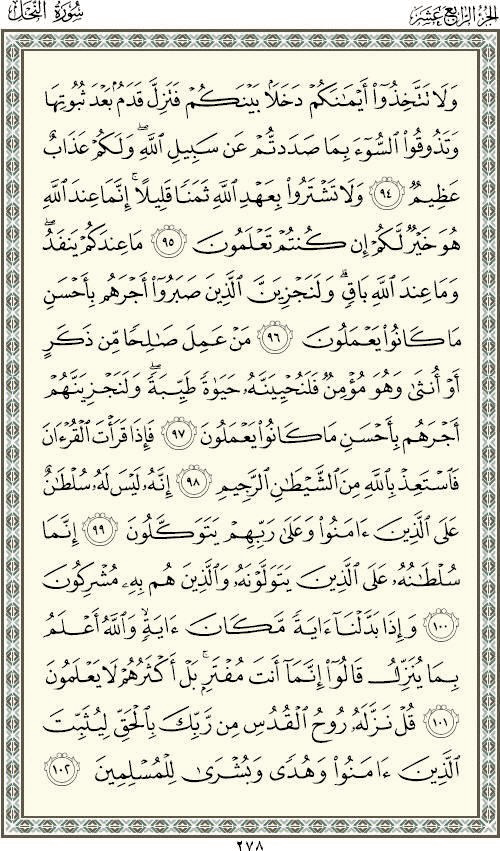 الجزء الرابع عشر
سورة النحل
وَلَا تَتَّخِذُوٓا۟ أَيْمَـٰنَكُمْ دَخَلًۢا بَيْنَكُمْ فَتَزِلَّ قَدَمٌۢ بَعْدَ ثُبُوتِهَا
وَتَذُوقُوا۟ ٱلسُّوٓءَ بِمَا صَدَدتُّمْ عَن سَبِيلِ ٱللَّهِ ۖ وَلَكُمْ عَذَابٌ
عَظِيمٌ ٩٤ وَلَا تَشْتَرُوا۟ بِعَهْدِ ٱللَّهِ ثَمَنًا قَلِيلًا ۚ إِنَّمَا عِندَ ٱللَّهِ
هُوَ خَيْرٌ لَّكُمْ إِن كُنتُمْ تَعْلَمُونَ ٩٥ مَا عِندَكُمْ يَنفَدُ ۖ
وَمَا عِندَ ٱللَّهِ بَاقٍ ۗ وَلَنَجْزِيَنَّ ٱلَّذِينَ صَبَرُوٓا۟ أَجْرَهُم بِأَحْسَنِ
مَا كَانُوا۟ يَعْمَلُونَ ٩٦ مَنْ عَمِلَ صَـٰلِحًا مِّن ذَكَرٍ
أَوْ أُنثَىٰ وَهُوَ مُؤْمِنٌ فَلَنُحْيِيَنَّهُۥ حَيَوٰةً طَيِّبَةً ۖ وَلَنَجْزِيَنَّهُمْ
أَجْرَهُم بِأَحْسَنِ مَا كَانُوا۟ يَعْمَلُونَ ٩٧ فَإِذَا قَرَأْتَ ٱلْقُرْءَانَ
فَٱسْتَعِذْ بِٱللَّهِ مِنَ ٱلشَّيْطَـٰنِ ٱلرَّجِيمِ ٩٨ إِنَّهُۥ لَيْسَ لَهُۥ سُلْطَـٰنٌ
عَلَى ٱلَّذِينَ ءَامَنُوا۟ وَعَلَىٰ رَبِّهِمْ يَتَوَكَّلُونَ ٩٩ إِنَّمَا
سُلْطَـٰنُهُۥ عَلَى ٱلَّذِينَ يَتَوَلَّوْنَهُۥ وَٱلَّذِينَ هُم بِهِۦ مُشْرِكُونَ
١٠٠ وَإِذَا بَدَّلْنَآ ءَايَةً مَّكَانَ ءَايَةٍ ۙ وَٱللَّهُ أَعْلَمُ
بِمَا يُنَزِّلُ قَالُوٓا۟ إِنَّمَآ أَنتَ مُفْتَرٍۭ ۚ بَلْ أَكْثَرُهُمْ لَا يَعْلَمُونَ
١٠١ قُلْ نَزَّلَهُۥ رُوحُ ٱلْقُدُسِ مِن رَّبِّكَ بِٱلْحَقِّ لِيُثَبِّتَ
ٱلَّذِينَ ءَامَنُوا۟ وَهُدًى وَبُشْرَىٰ لِلْمُسْلِمِينَ ١٠٢
٢٧٨